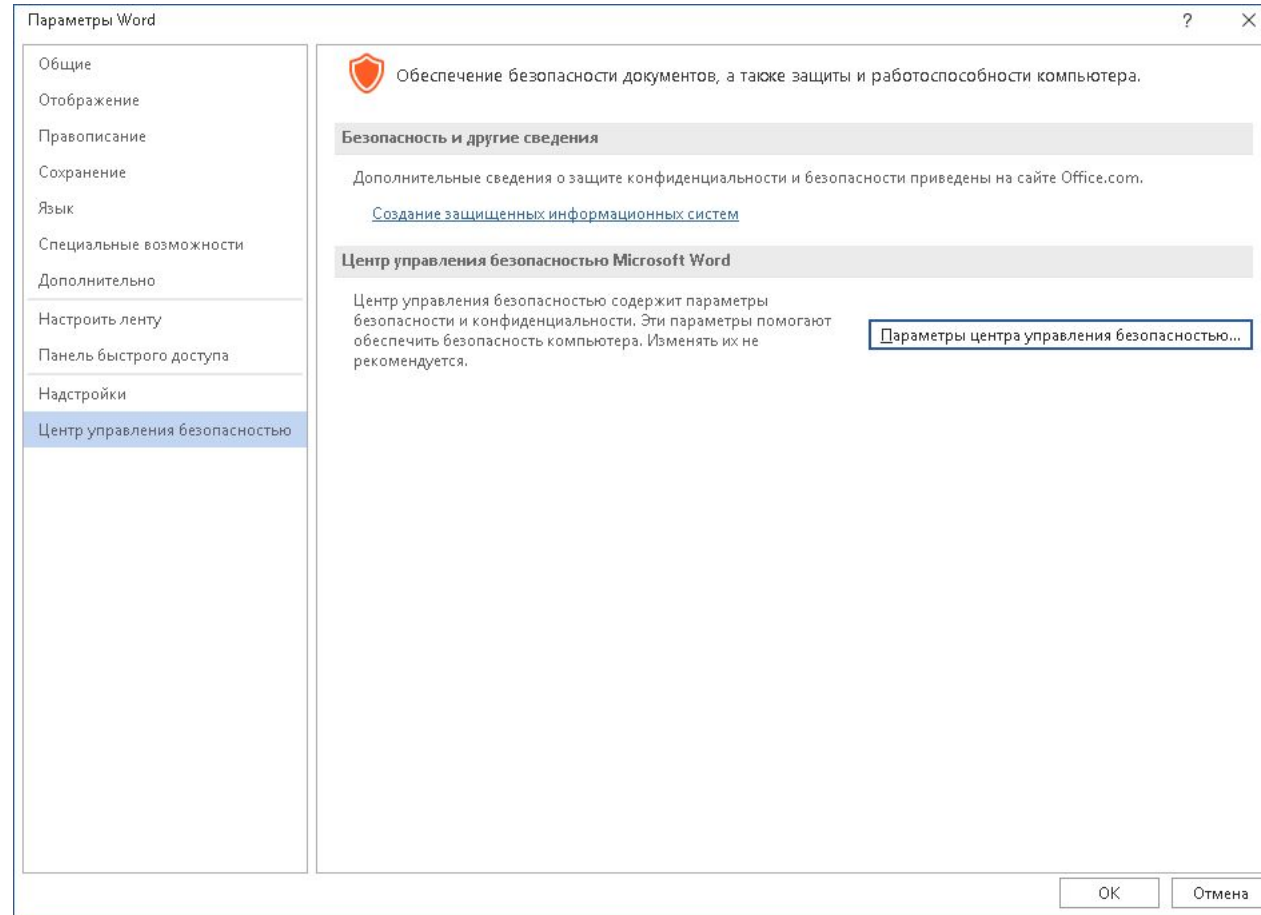 Параметры Word
?
Общие
Отображение
Правописание
Сохранение
Язык
Специальные возможности
Дополнительно
Настроить ленту
Панель быстрого доступа
Надстройки
Центр управления безопасностью
Обеспечение безопасности документов, а также защиты и работоспособности компьютера.
Безопасность и другие сведения
Дополнительные сведения о защите конфиденциальности и безопасности приведены на сайте Office.com.
Создание защищенных информационных систем
Центр управления безопасностью Microsoft Word
Центр управления безопасностью содержит параметры
безопасности и конфиденциальности. Эти параметры помогают
обеспечить безопасность компьютера. Изменять их не
рекомендуется.
Параметры центра управления безопасностью...
ОК
Отмена